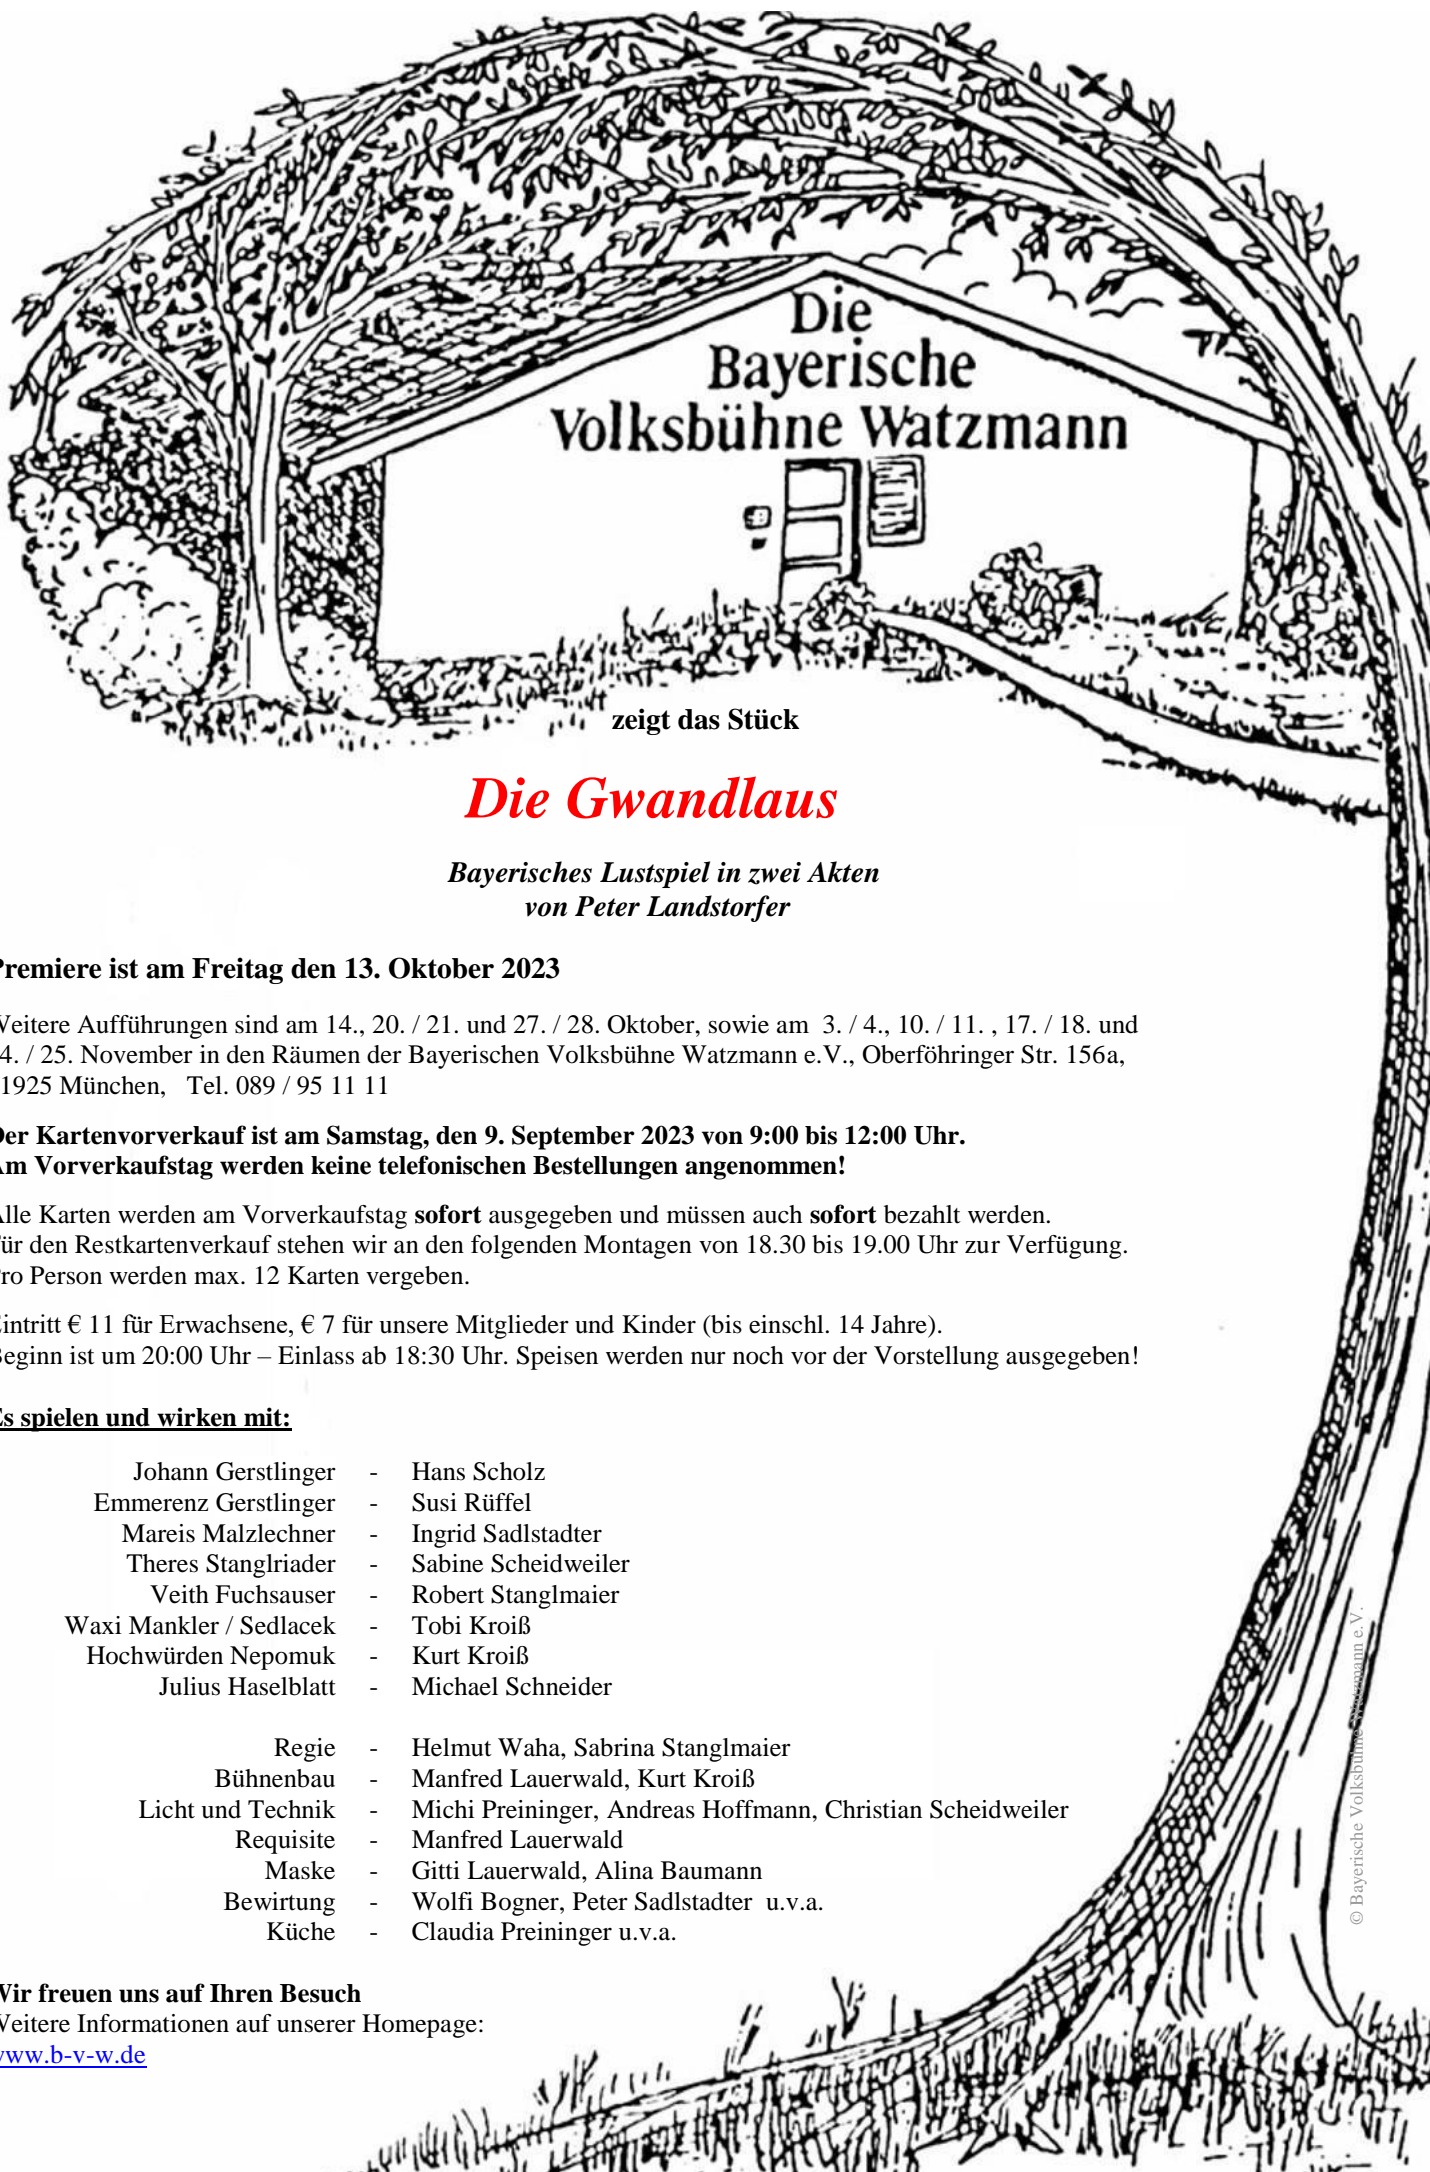 Die
Bayerische
Volksbühne Watzmann
zeigt das Stück
Die Gwandlaus
Bayerisches Lustspiel in zwei Akten
von Peter Landstorfer
Premiere ist am Freitag den 13. Oktober 2023
Weitere Aufführungen sind am 14., 20. / 21. und 27. / 28. Oktober, sowie am 3. / 4., 10. / 11. , 17. / 18. und
4. / 25. November in den Räumen der Bayerischen Volksbühne Watzmann e.V., Oberföhringer Str. 156a,
1925 München, Tel. 089 / 95 11 11
Der Kartenvorverkauf ist am Samstag, den 9. September 2023 von 9:00 bis 12:00 Uhr.
Am Vorverkaufstag werden keine telefonischen Bestellungen angenommen!
Alle Karten werden am Vorverkaufstag sofort ausgegeben und müssen auch sofort bezahlt werden.
Für den Restkartenverkauf stehen wir an den folgenden Montagen von 18.30 bis 19.00 Uhr zur Verfügung.
Pro Person werden max. 12 Karten vergeben.
Eintritt € 11 für Erwachsene, € 7 für unsere Mitglieder und Kinder (bis einschl. 14 Jahre).
Beginn ist um 20:00 Uhr – Einlass ab 18:30 Uhr. Speisen werden nur noch vor der Vorstellung ausgegeben!
Es spielen und wirken mit:
Johann Gerstlinger - Hans Scholz
Emmerenz Gerstlinger - Susi Rüffel
Mareis Malzlechner - Ingrid Sadlstadter
Theres Stanglriader - Sabine Scheidweiler
Veith Fuchsauser - Robert Stanglmaier
Waxi Mankler / Sedlacek - Tobi Kroiß
Hochwürden Nepomuk - Kurt Kroiß
Julius Haselblatt - Michael Schneider
Regie - Helmut Waha, Sabrina Stanglmaier
Bühnenbau - Manfred Lauerwald, Kurt Kroiß
Licht und Technik - Michi Preininger, Andreas Hoffmann, Christian Scheidweiler
Requisite - Manfred Lauerwald
Maske - Gitti Lauerwald, Alina Baumann
Bewirtung - Wolfi Bogner, Peter Sadlstadter u.v.a.
Küche - Claudia Preininger u.v.a.
Wir freuen uns auf Ihren Besuch
Weitere Informationen auf unserer Homepage:
www.b-v-w.de
© Bayerische Volksbühne Watzmann e.V.